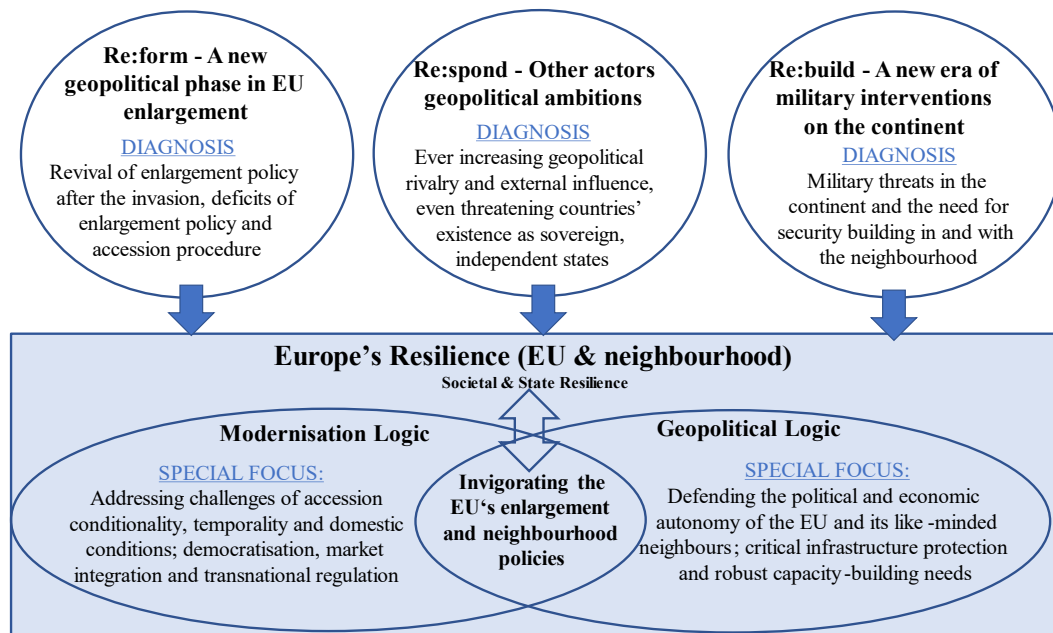 Re:form - A new
geopolitical phase in EU
enlargement
DIAGNOSIS
Revival of enlargement policy
after the invasion, deficits of
enlargement policy and
accession procedure
Re:spond - Other actors
geopolitical ambitions
DIAGNOSIS
Ever increasing geopolitical
rivalry and external influence,
even threatening countries’
existence as sovereign,
independent states
Re:build - A new era of
military interventions
on the continent
DIAGNOSIS
Military threats in the
continent and the need for
security building in and with
the neighbourhood
Europe’s Resilience (EU & neighbourhood)
Societal & State Resilience
Modernisation Logic
SPECIAL FOCUS:
Addressing challenges of accession
conditionality, temporality and domestic
conditions; democratisation, market
integration and transnational regulation
Invigorating the
EU‘s enlargement
and neighbourhood
policies
Geopolitical Logic
SPECIAL FOCUS:
Defending the political and economic
autonomy of the EU and its like-minded
neighbours; critical infrastructure protection
and robust capacity-building needs